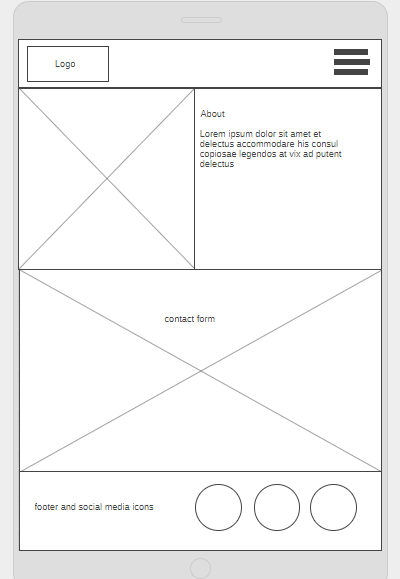 Logo
About
Lorem ipsum dolor sit amet et
delectus accommodare his consul
copiosae legendos at vix ad putent
delectus
contact form
footer and social media icons